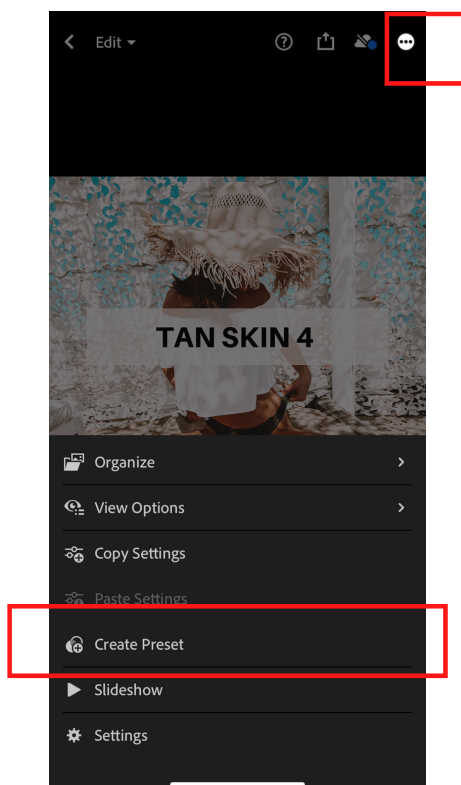 Edit
TAN SKIN 4
Organize
View Options
Copy Settings
Paste Settings
Create Preset
Slideshow
Settings